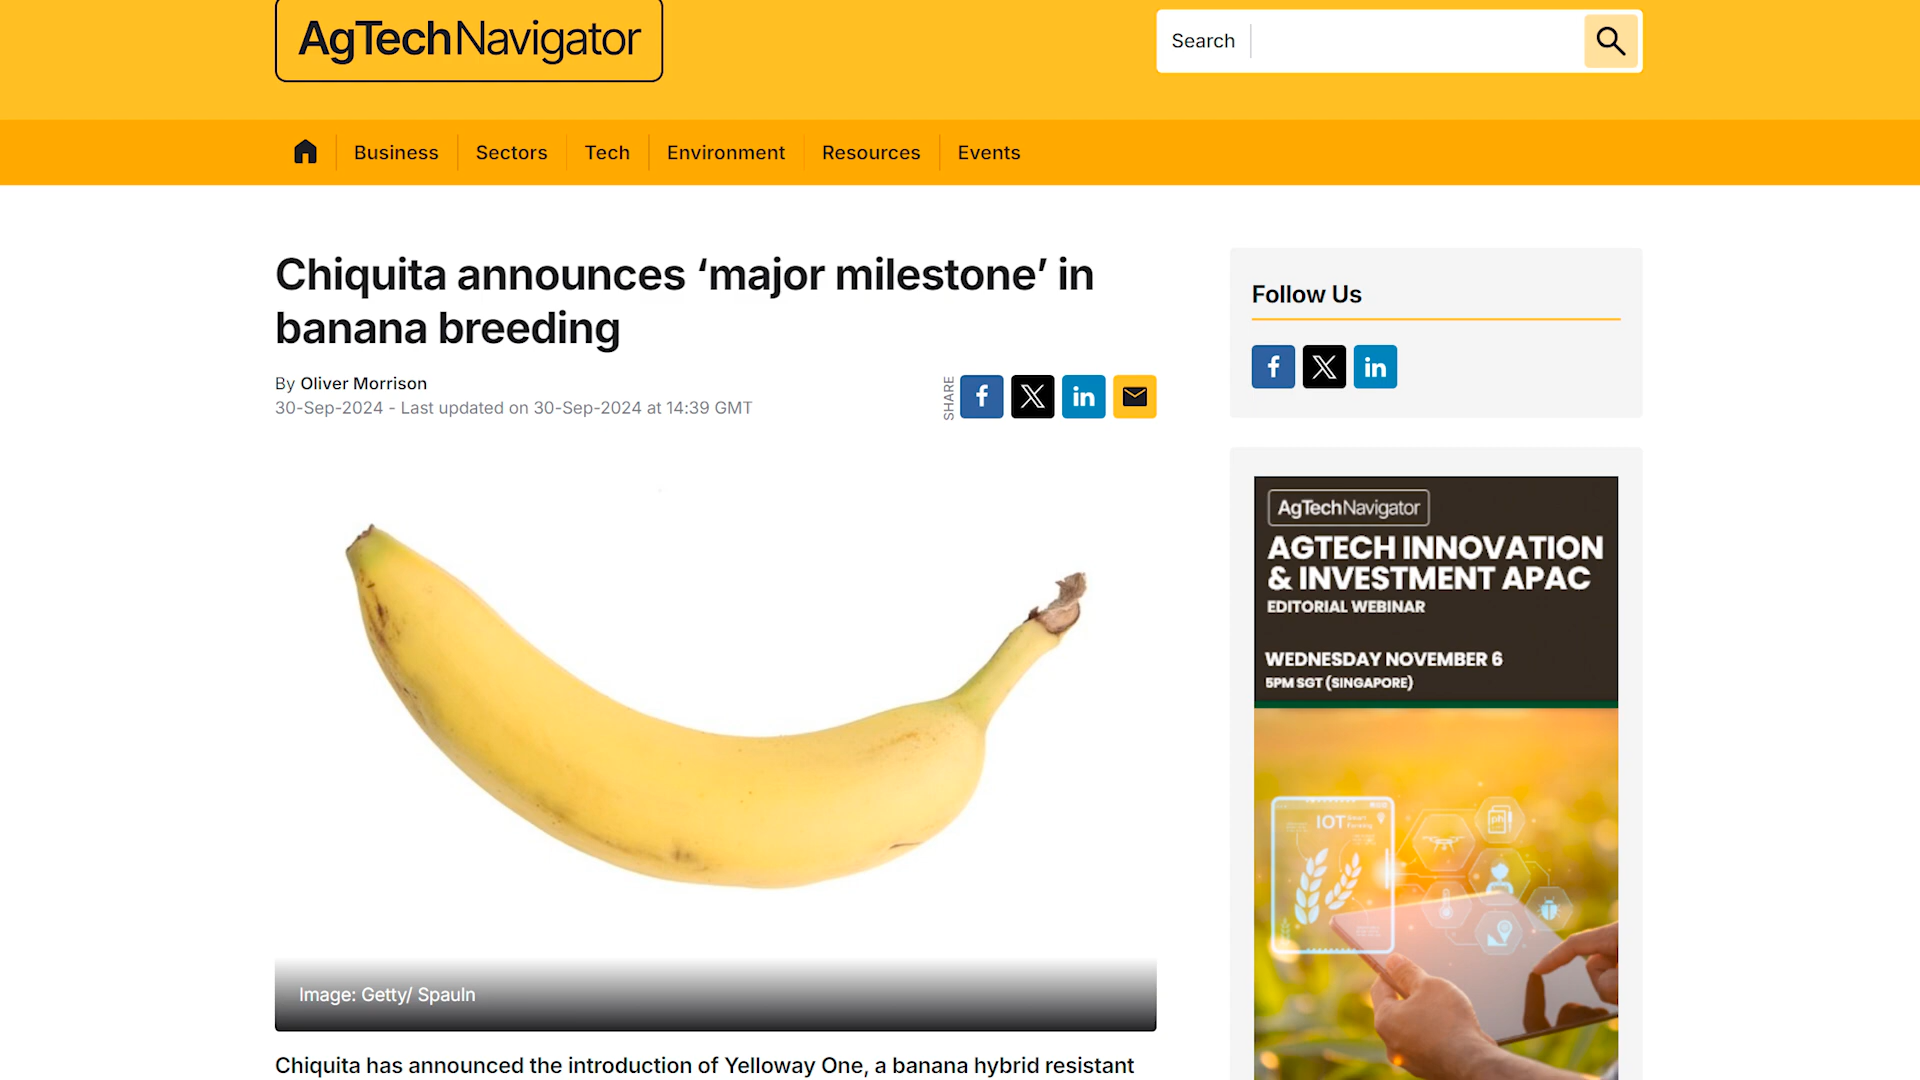 AgTechNavigator
Search
Business
Sectors
Tech
Environment
Resources
Events
Chiquita announces ‘major milestone’ in
banana breeding
By Oliver Morrison
30-Sep-2024 - Last updated on 30-Sep-2024 at 14:39 GMT
SHARE
Image: Getty/ Spauln
Chiquita has announced the introduction of Yelloway One, a banana hybrid resistant
Follow Us
AgTechNavigator
AGTECH INNOVATION
& INVESTMENT APAC
EDITORIAL WEBINAR
WEDNESDAY NOVEMBER 6
5PM SGT (SINGAPORE)
IOT Smart
Farming
ph